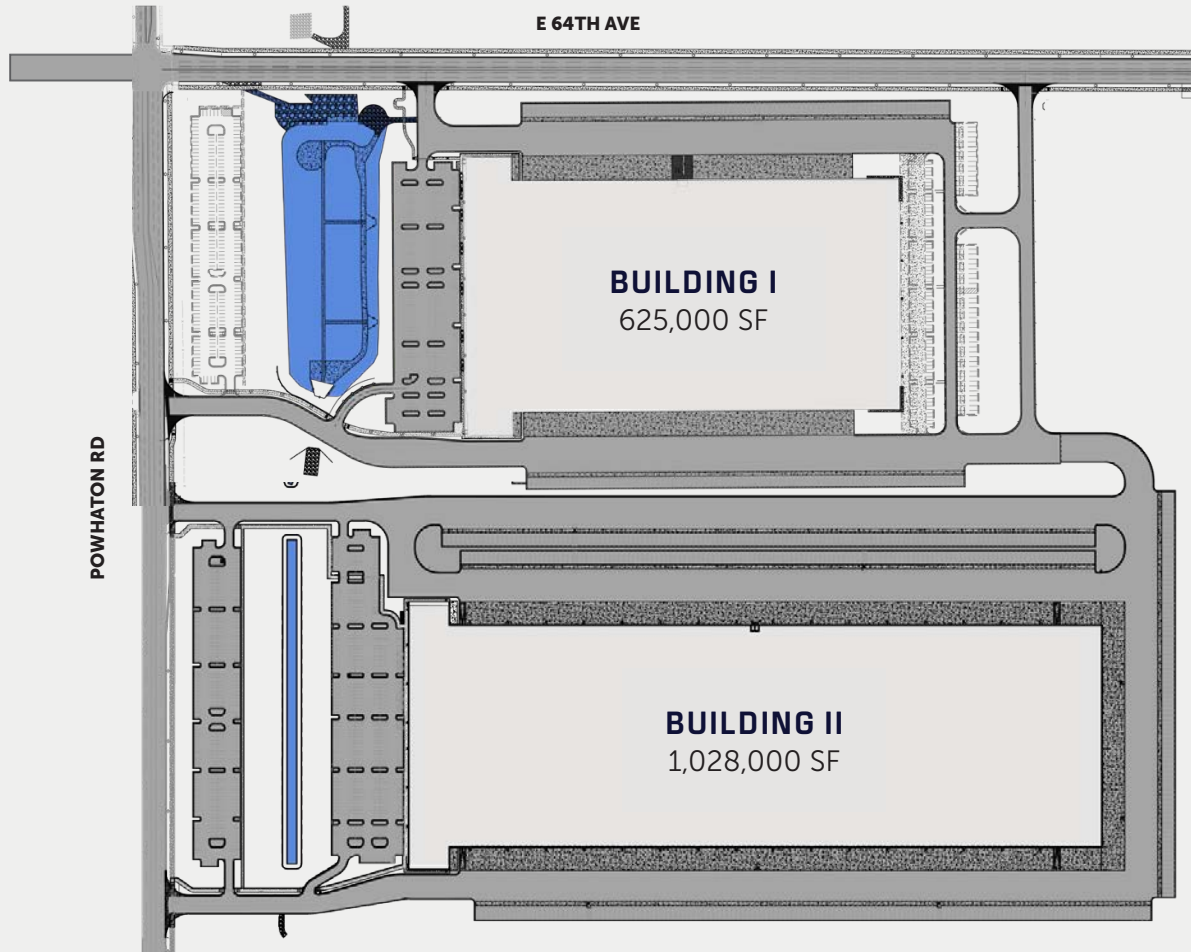 E 64TH AVE
BUILDING I
625,000 SF
POWHATON RD
BUILDING II
1,028,000 SF